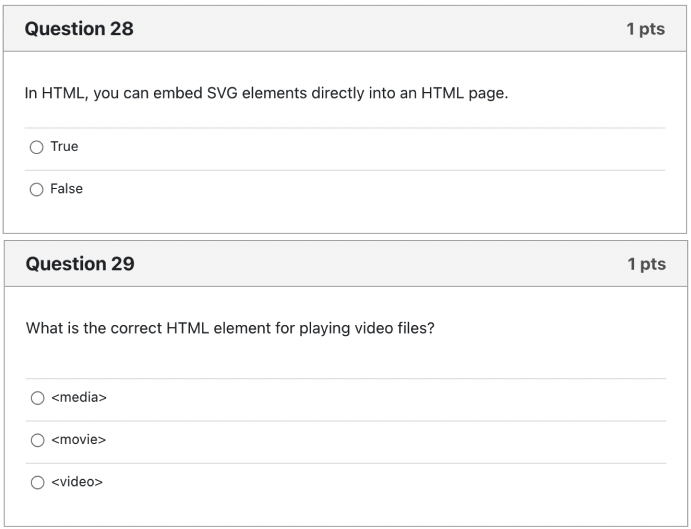 Question 28 1 pts
In HTML, you can embed SVG elements directly into an HTML page.
True
False
Question 29 1 pts
What is the correct HTML element for playing video files?
<media>
<movie>
<video>